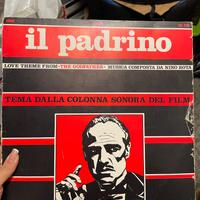 il padrino
LOVE THEME FROM «THE GODFATHER» MUSICA COMPOSTA DA NINO ROTA
TEMA DALLA COLONNA SONORA DEL FILM